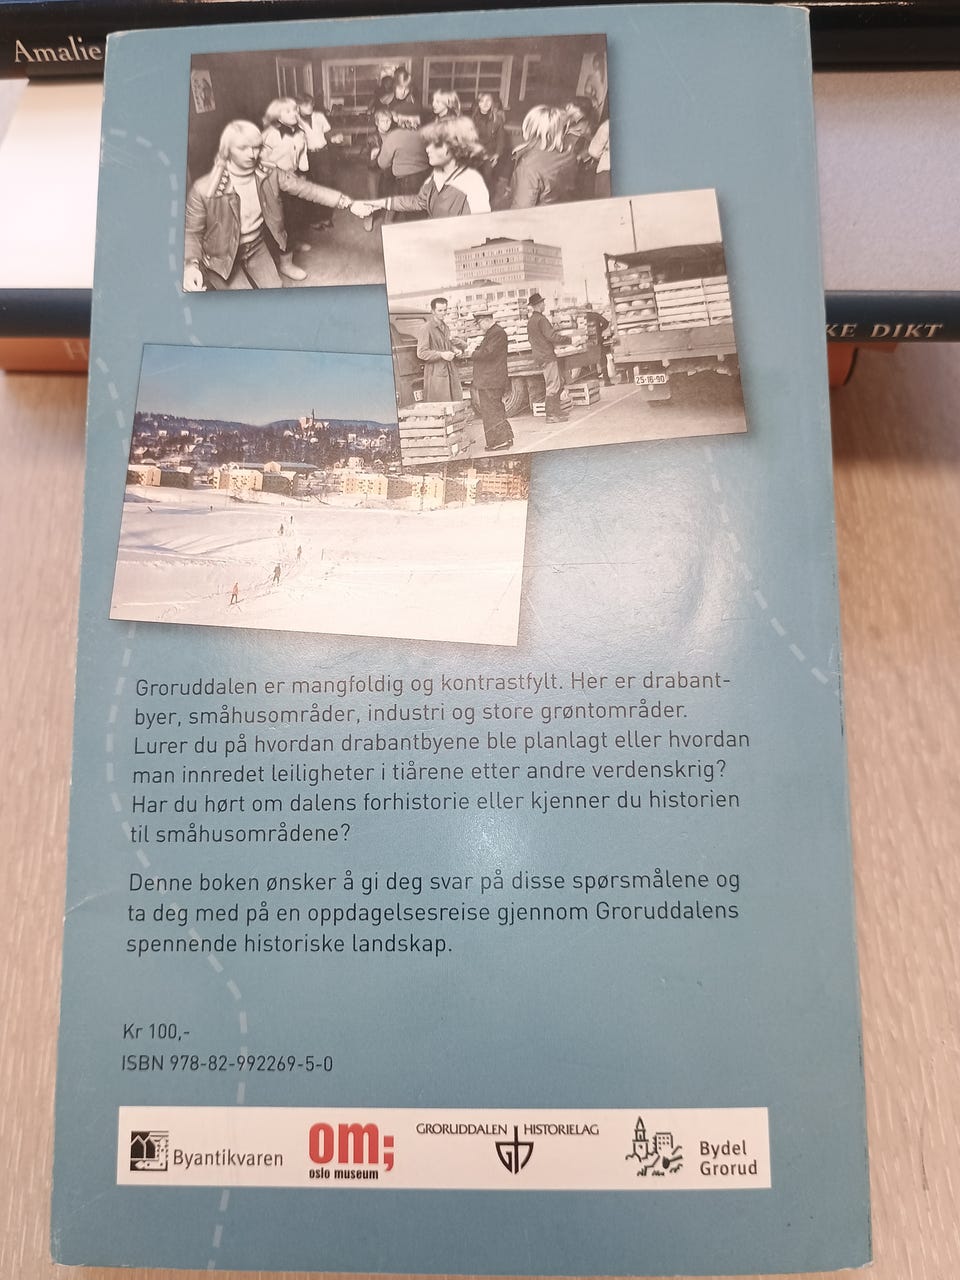 Amalie
KE DIKT
H
25-18-90
Groruddalen er mangfoldig og kontrastfylt. Her er drabant-
byer, småhusområder, industri og store grøntområder.
Lurer du på hvordan drabantbyene ble planlagt eller hvordan
man innredet leiligheter i tiårene etter andre verdenskrig?
Har du hørt om dalens forhistorie eller kjenner du historien
til småhusområdene?
Denne boken ønsker å gi deg svar på disse spørsmålene og
ta deg med på en oppdagelsesreise gjennom Groruddalens
spennende historiske landskap.
Kr 100,-
ISBN 978-82-992269-5-0
Byantikvaren
om;
oslo museum
GRORUDDALEN HISTORIELAG
Bydel
Grorud